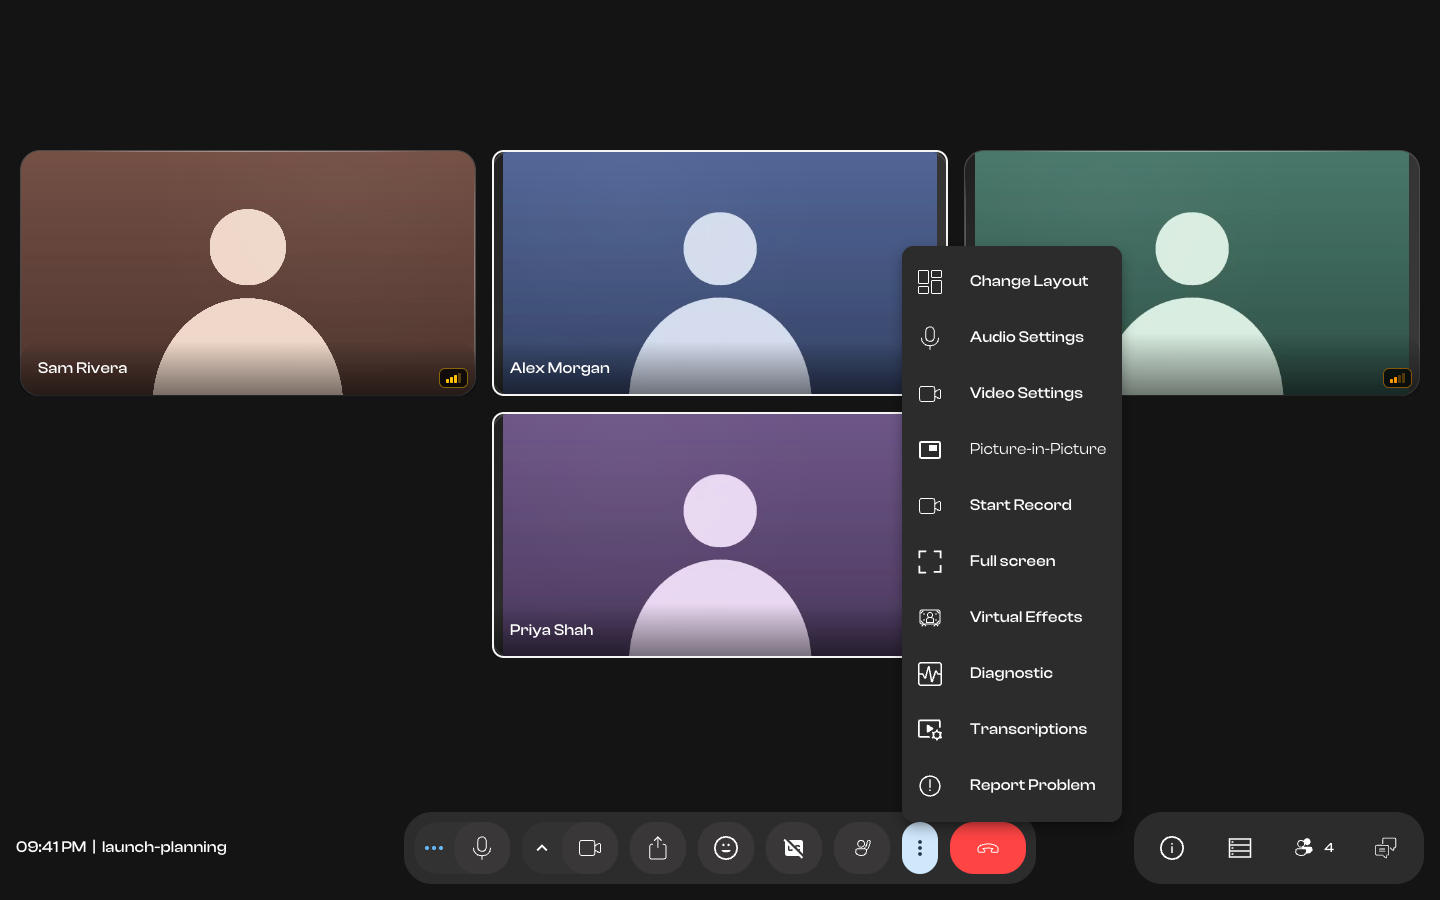 Sam Rivera
Alex Morgan
Priya Shah
Change Layout
Audio Settings
Video Settings
Picture-in-Picture
Start Record
Full screen
Virtual Effects
Diagnostic
Transcriptions
Report Problem
09:41 PM | launch-planning
4